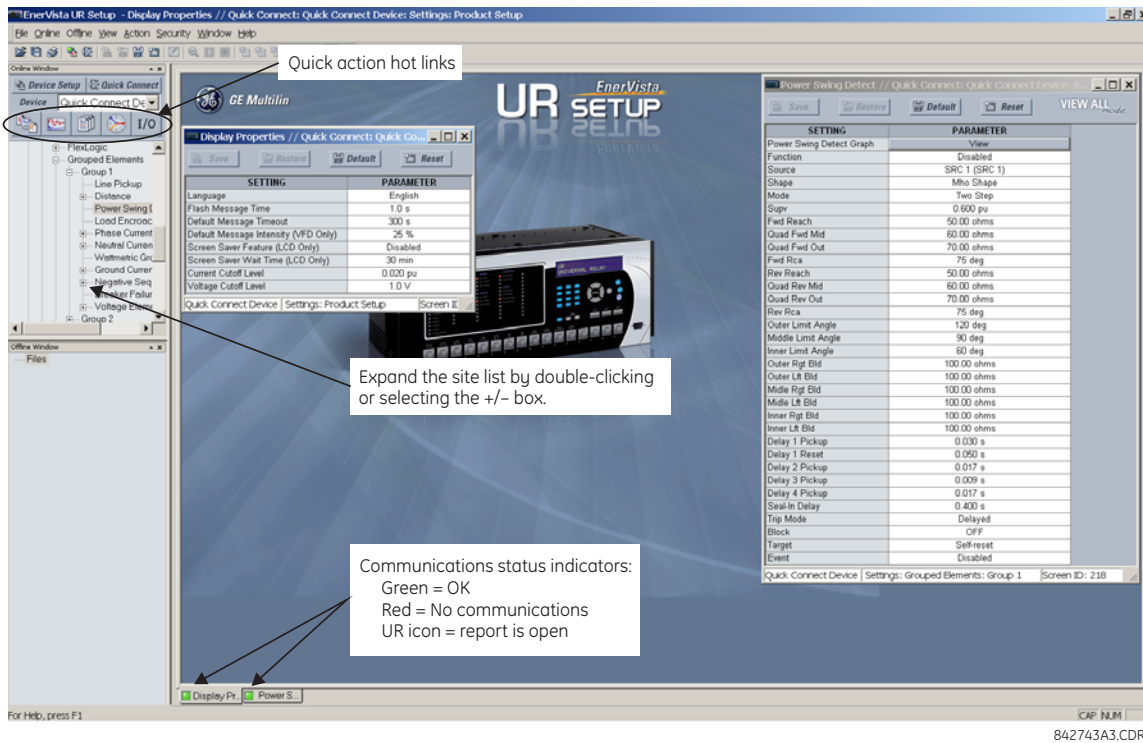 EnerVista UR Setup - Display Properties // Quick Connect: Quick Connect Device: Settings: Product Setup
File Online Offline View Action Security Window Help
Quick action hot links
Online Window
Device Setup Quick Connect
Device Quick Connect De
I/O
FlexLogic
Grouped Elements
Group 1
Line Pickup
Distance
Power Swing
Load Encroac
Phase Current
Neutral Curren
Wattmetric
Ground Currer
Negative Seq
Breaker Failur
Voltage Eleme
Group 2
Offline Window
Files
GE Multilin
EnerVista
UR SETUP
Display Properties // Quick Connect: Quick Co...
Save Restore Default Reset
SETTING PARAMETER
Language English
Flash Message Time 1.0 s
Default Message Timeout 300 s
Default Message Intensity (VFD Only) 25 %
Screen Saver Feature (LCD Only) Disabled
Screen Saver Wait Time (LCD Only) 30 min
Current Cutoff Level 0.020 pu
Voltage Cutoff Level 1.0 V
Quick Connect Device Settings: Product Setup Screen
UR
UNIVERSAL RELAY
Expand the site list by double-clicking
or selecting the +/– box.
Communications status indicators:
Green = OK
Red = No communications
UR icon = report is open
Power Swing Detect // Quick Connect: Quick Connect Device: S...
Save Restore Default Reset VIEW ALL mode
SETTING PARAMETER
Power Swing Detect Graph View
Function Disabled
Source SRC 1 (SRC 1)
Shape Mho Shape
Mode Two Step
Supv 0.600 pu
Fwd Reach 50.00 ohms
Quad Fwd Mid 60.00 ohms
Quad Fwd Out 70.00 ohms
Fwd Rca 75 deg
Rev Reach 50.00 ohms
Quad Rev Mid 60.00 ohms
Quad Rev Out 70.00 ohms
Rev Rca 75 deg
Outer Limit Angle 120 deg
Middle Limit Angle 90 deg
Inner Limit Angle 60 deg
Outer Rgt Bld 100.00 ohms
Outer Lft Bld 100.00 ohms
Midle Rgt Bld 100.00 ohms
Midle Lft Bld 100.00 ohms
Inner Rgt Bld 100.00 ohms
Inner Lft Bld 100.00 ohms
Delay 1 Pickup 0.030 s
Delay 1 Reset 0.050 s
Delay 2 Pickup 0.017 s
Delay 3 Pickup 0.009 s
Delay 4 Pickup 0.017 s
Seal-In Delay 0.400 s
Trip Mode Delayed
Block OFF
Target Self-reset
Event Disabled
Quick Connect Device Settings: Grouped Elements: Group 1 Screen ID: 218
Display Pr... Power S...
For Help, press F1
CAP NUM
842743A3.CDR